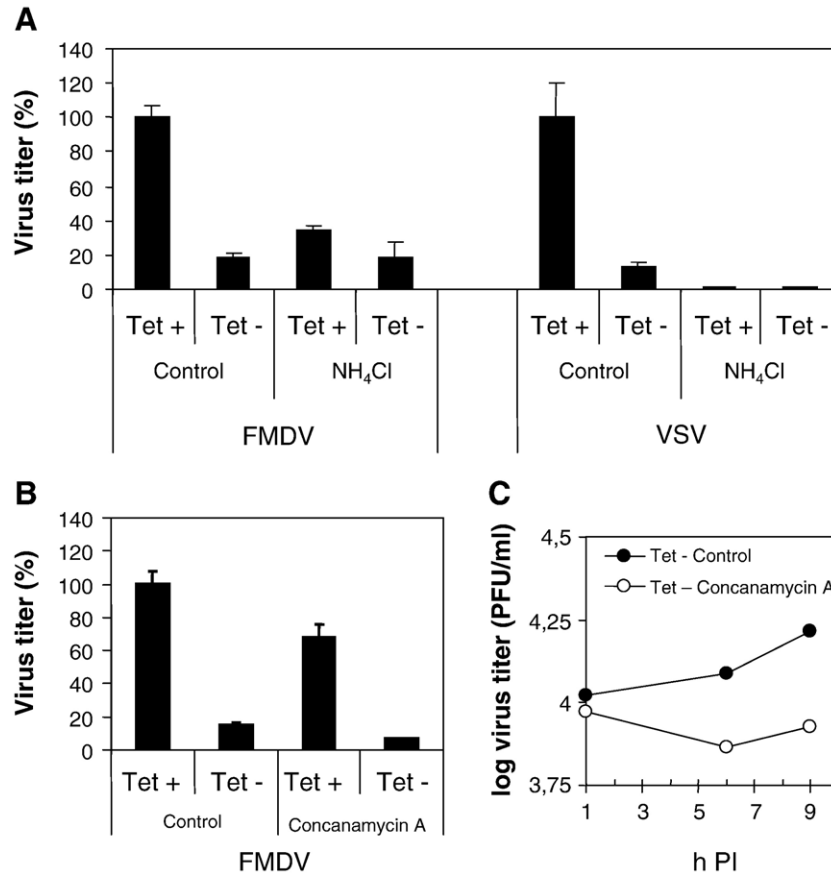 A
Virus titer (%)
140
120
100
80
60
40
20
0
Tet + Tet - Tet + Tet - Tet + Tet - Tet + Tet -
Control NH₄Cl Control NH₄Cl
FMDV VSV
B
Virus titer (%)
140
120
100
80
60
40
20
0
Tet + Tet - Tet + Tet -
Control Concanamycin A
FMDV
C
log virus titer (PFU/ml)
4,5
4,25
4
3,75
Tet - Control
Tet – Concanamycin A
1 3 5 7 9
h PI